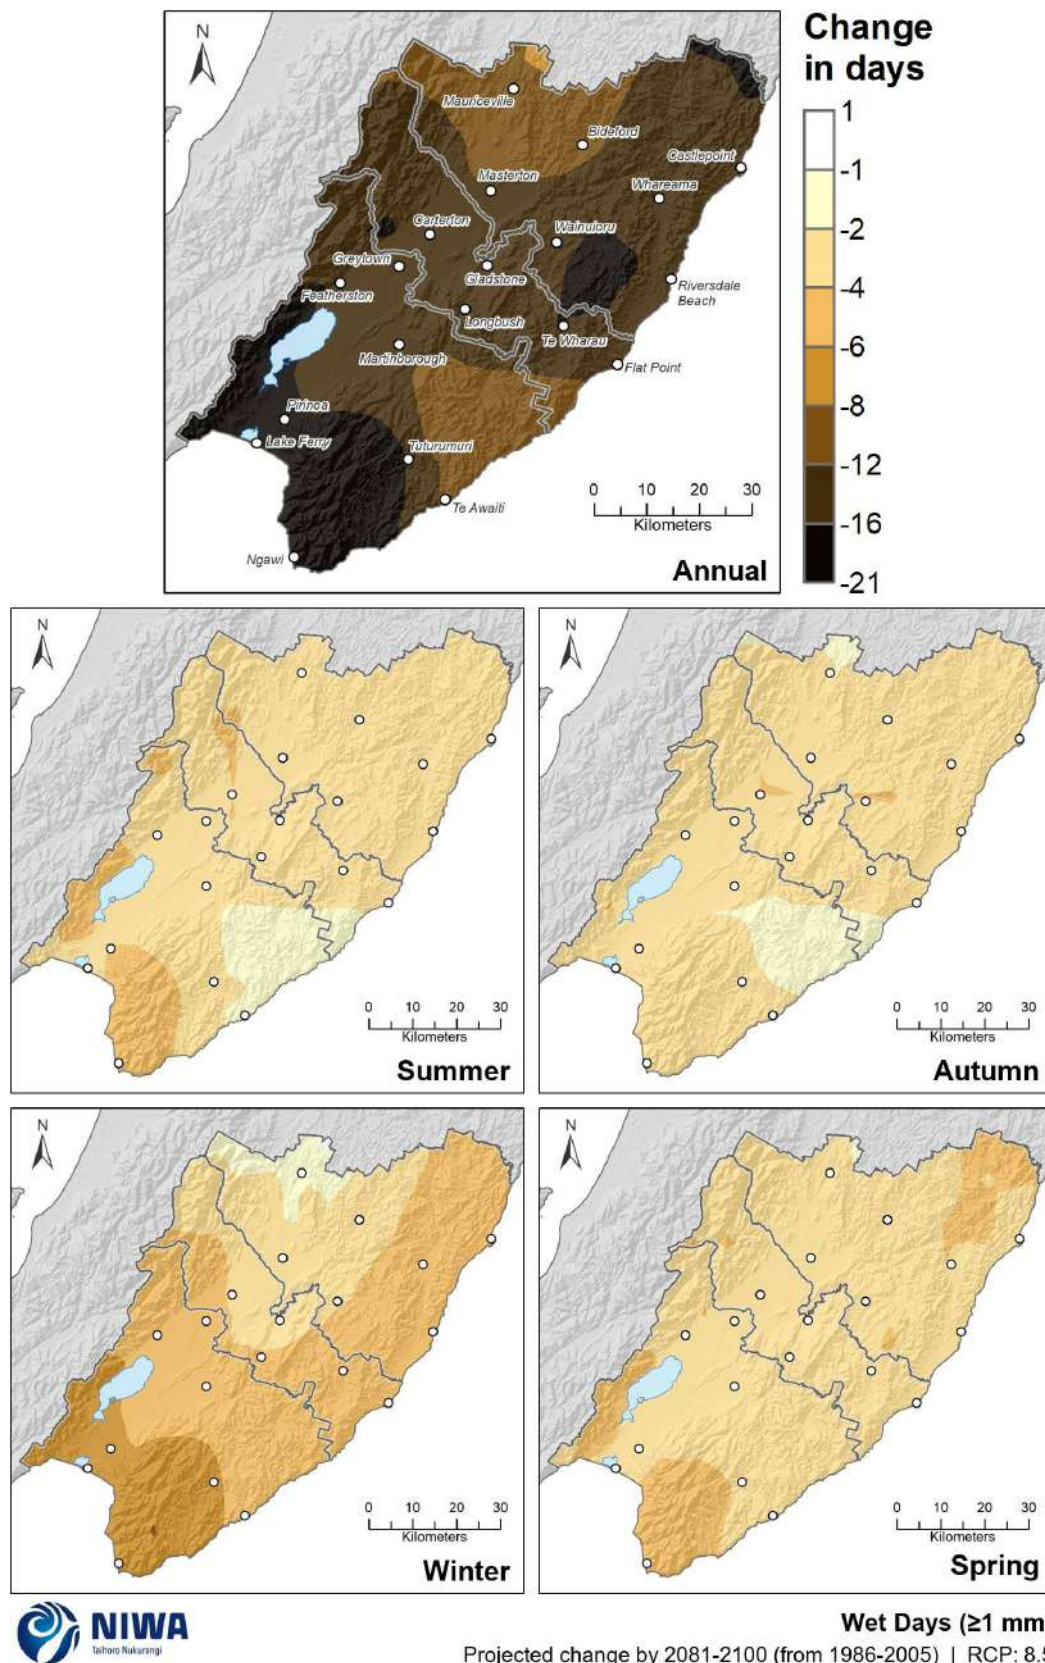 Change
in days
1
-1
-2
-4
-6
-8
-12
-16
-21
N
Mauriceville
Bideford
Castlepoint
Masterton
Whareama
Carterton
Wainuioru
Greytown
Gladstone
Featherston
Riversdale
Beach
Longbush
Te Wharau
Martinborough
Flat Point
Pirinoa
Lake Ferry
Tuturumuri
Te Awaiti
Ngawi
0 10 20 30
Kilometers
Annual
N
0 10 20 30
Kilometers
Summer
N
0 10 20 30
Kilometers
Autumn
N
0 10 20 30
Kilometers
Winter
N
0 10 20 30
Kilometers
Spring
NIWA
Taihoro Nukurangi
Wet Days (≥1 mm
Projected change by 2081-2100 (from 1986-2005) | RCP: 8.5